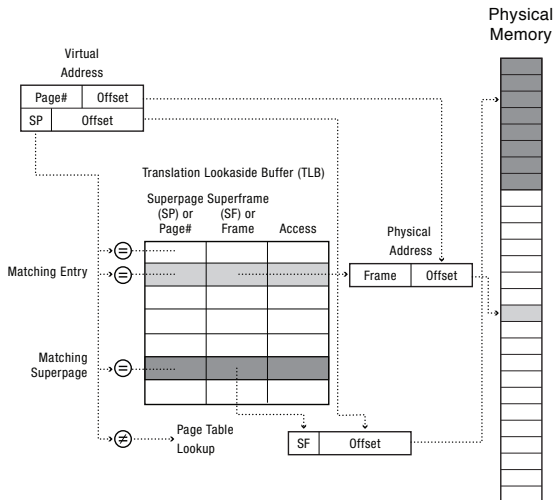 Physical
Memory
Virtual
Address
Page# Offset
SP Offset
Translation Lookaside Buffer (TLB)
Superpage Superframe
(SP) or (SF) or
Page# Frame Access
Physical
Address
=
Matching Entry =
Frame Offset
Matching
Superpage
=
≠
Page Table
Lookup
SF Offset